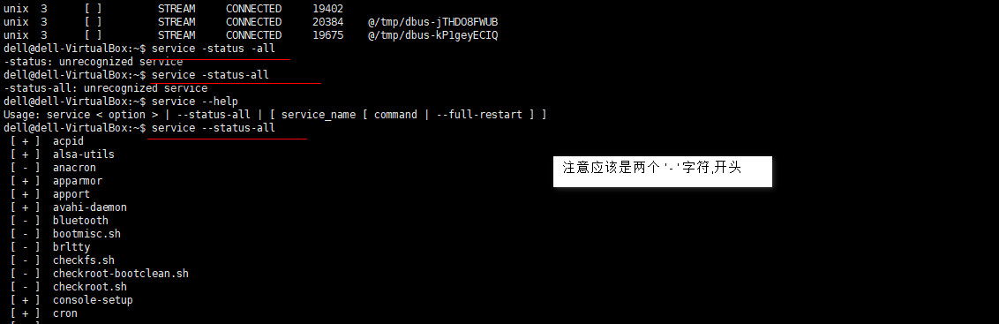 unix  3      [ ]         STREAM     CONNECTED     19402
unix  3      [ ]         STREAM     CONNECTED     20384    @/tmp/dbus-jTHDO8FWUB
unix  3      [ ]         STREAM     CONNECTED     19675    @/tmp/dbus-kP1geyECIQ
dell@dell-VirtualBox:~$ service -status -all
-status: unrecognized service
dell@dell-VirtualBox:~$ service -status-all
-status-all: unrecognized service
dell@dell-VirtualBox:~$ service --help
Usage: service < option > | --status-all | [ service_name [ command | --full-restart ] ]
dell@dell-VirtualBox:~$ service --status-all
[ + ]  acpid
[ + ]  alsa-utils
[ - ]  anacron
[ + ]  apparmor
[ + ]  apport
[ + ]  avahi-daemon
[ - ]  bluetooth
[ - ]  bootmisc.sh
[ - ]  brltty
[ - ]  checkfs.sh
[ - ]  checkroot-bootclean.sh
[ - ]  checkroot.sh
[ + ]  console-setup
[ + ]  cron
注意应该是两个'-'字符,开头